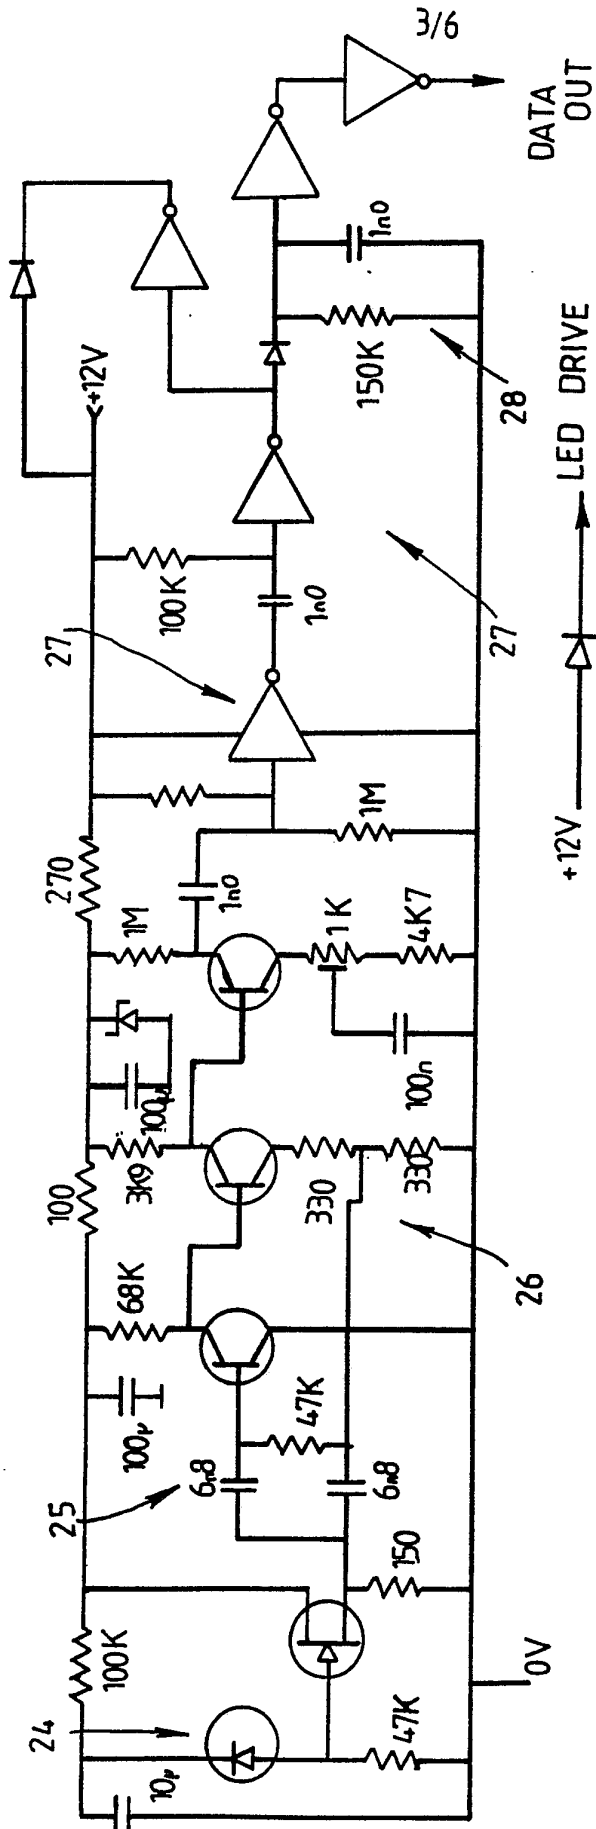 3/6
DATA
OUT
+12V
1n0
150K
28
LED DRIVE
27
100K
1n0
27
270
1M
1n0
1M
1K
4K7
+12V
100µ
100n
3K9
100
330
330
26
68K
100µ
47K
6n8
6n8
25
150
100K
24
10µ
47K
0V